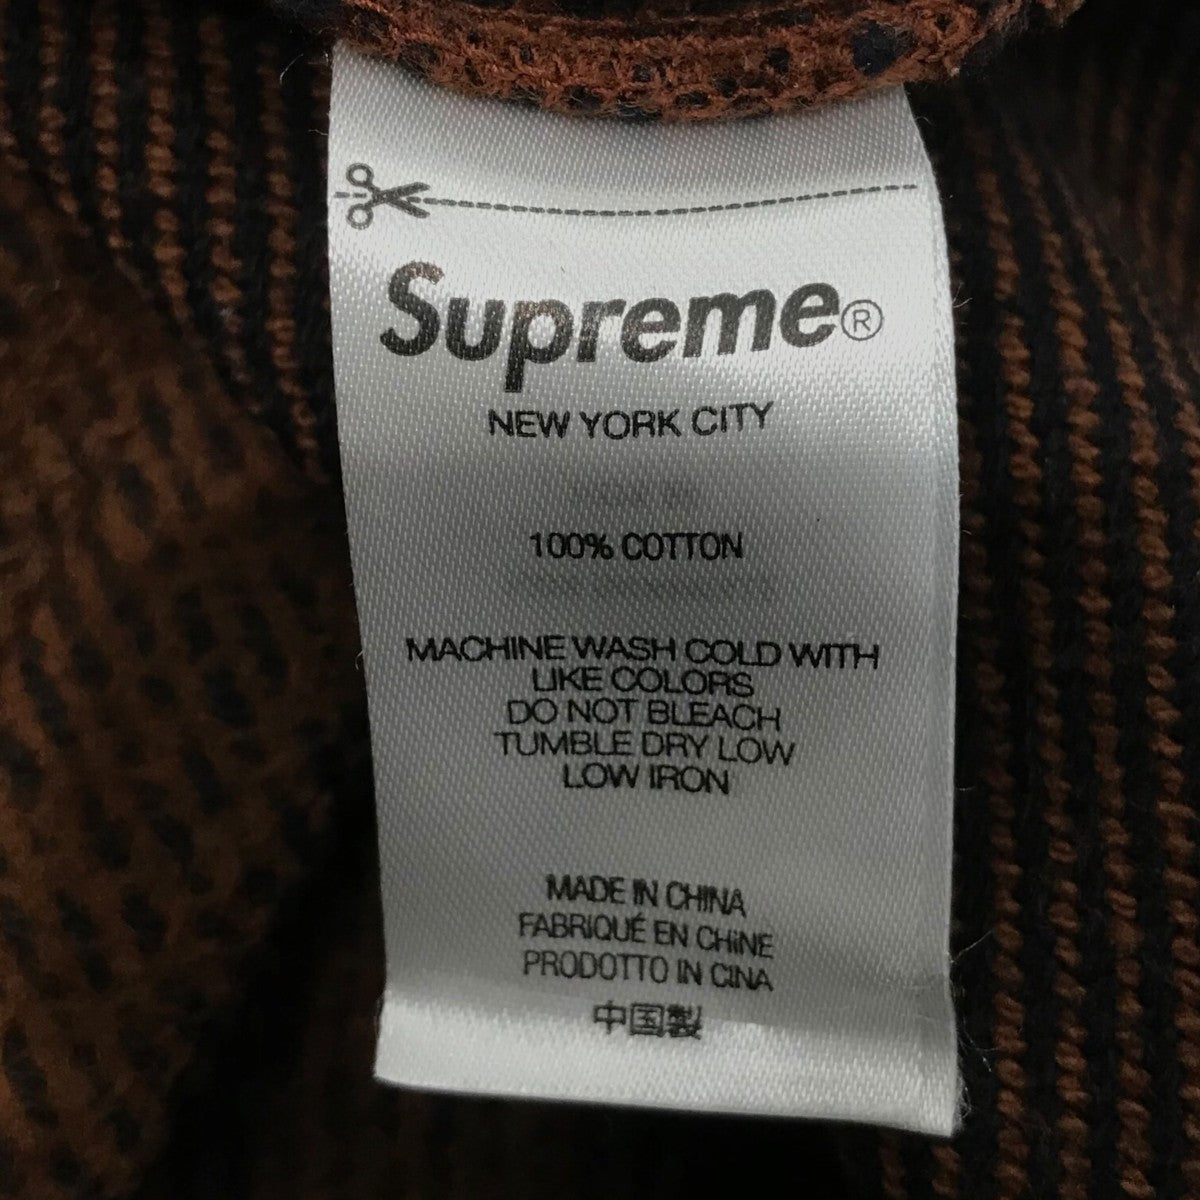 Supreme®
NEW YORK CITY
100% COTTON
MACHINE WASH COLD WITH
LIKE COLORS
DO NOT BLEACH
TUMBLE DRY LOW
LOW IRON
MADE IN CHINA
FABRIQUÉ EN CHINE
PRODOTTO IN CINA
中国製